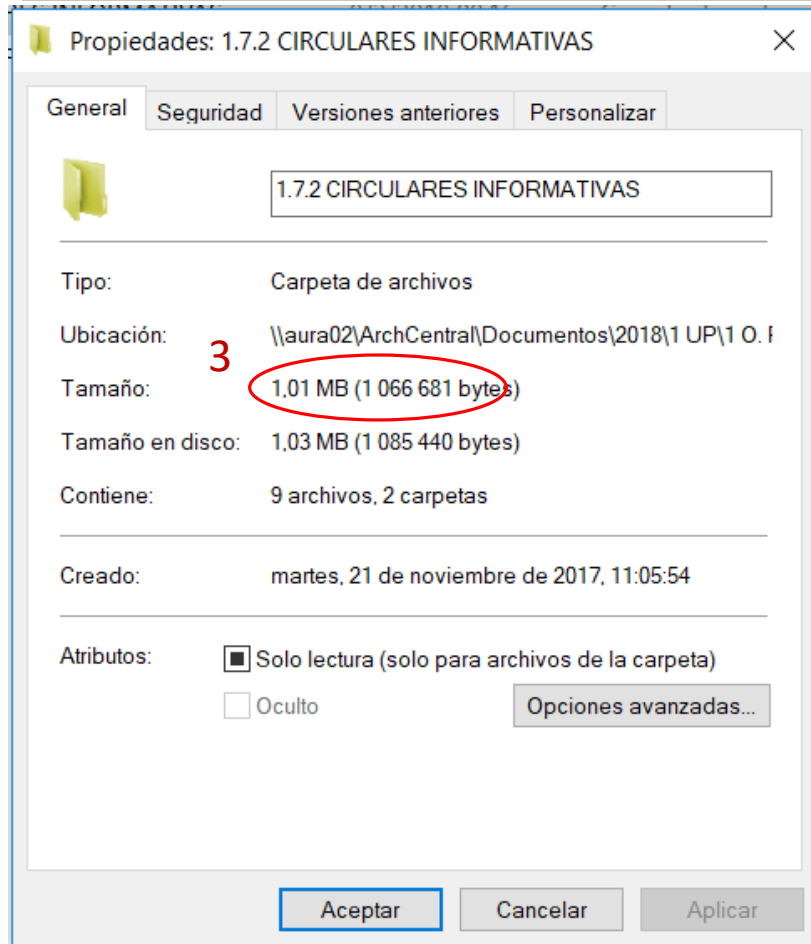 Propiedades: 1.7.2 CIRCULARES INFORMATIVAS
General Seguridad Versiones anteriores Personalizar
1.7.2 CIRCULARES INFORMATIVAS
Tipo: Carpeta de archivos
Ubicación: \\aura02\ArchCentral\Documentos\2018\1 UP\1 O.
3
Tamaño: 1,01 MB (1 066 681 bytes)
Tamaño en disco: 1,03 MB (1 085 440 bytes)
Contiene: 9 archivos, 2 carpetas
Creado: martes, 21 de noviembre de 2017, 11:05:54
Atributos: Solo lectura (solo para archivos de la carpeta)
Oculto Opciones avanzadas...
Aceptar Cancelar Aplicar